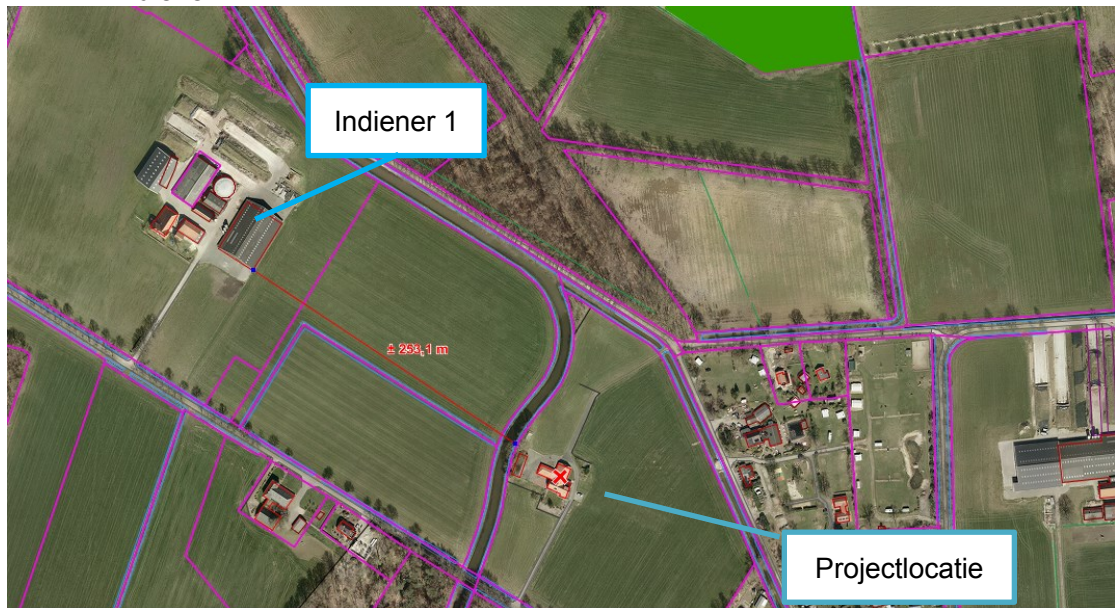 Indiener 1
± 253,1 m
Projectlocatie